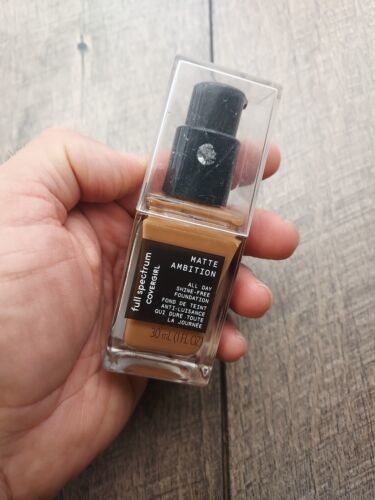 full spectrum
COVERGIRL
MATTE
AMBITION
ALL DAY
SHINE-FREE
FOUNDATION
FOND DE TEINT
ANTI-LUISANCE
QUI DURE TOUTE
LA JOURNÉE
30 mL (1 FL OZ)